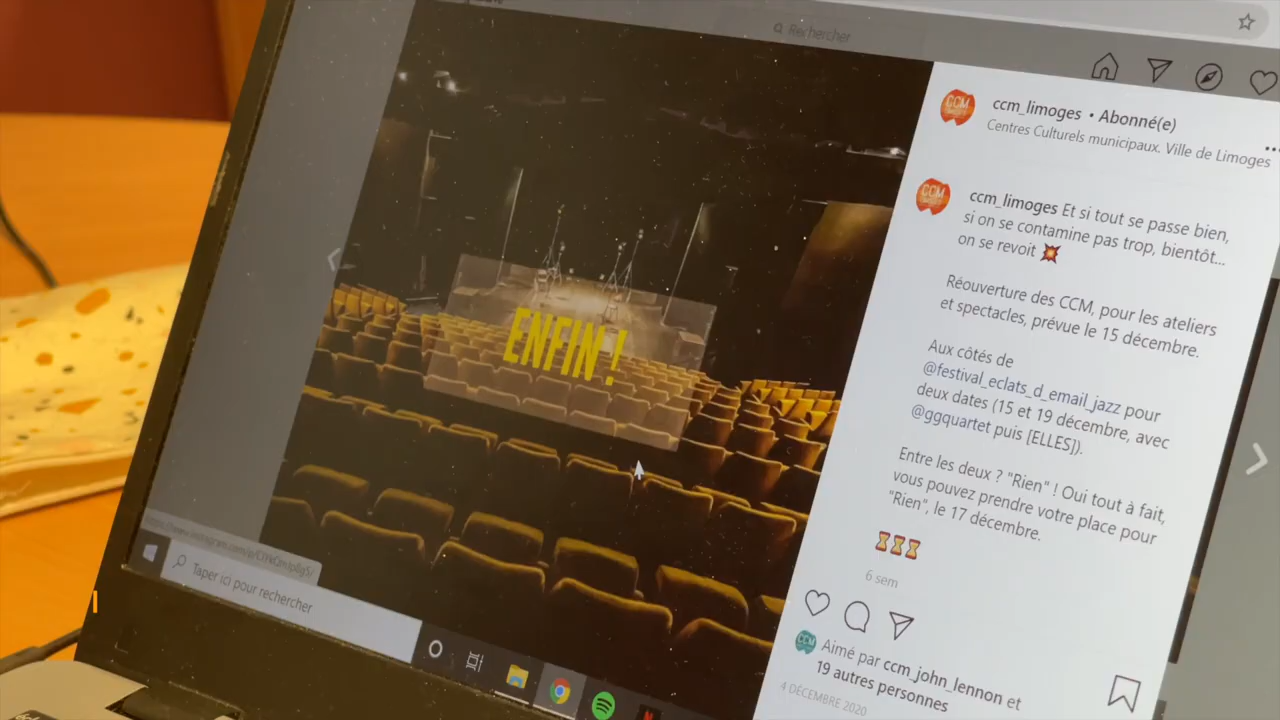 Rechercher
CCM
ccm_limoges • Abonné(e)
Centres Culturels municipaux. Ville de Limoges
CCM
ccm_limoges Et si tout se passe bien,
si on se contamine pas trop, bientôt...
on se revoit
Réouverture des CCM, pour les ateliers
et spectacles, prévue le 15 décembre.
Aux côtés de
@festival_eclats_d_email_jazz pour
deux dates (15 et 19 décembre, avec
@ggquartet puis [ELLES]).
Entre les deux ? "Rien" ! Oui tout à fait,
vous pouvez prendre votre place pour
"Rien", le 17 décembre.
6 sem
CCM
Aimé par ccm_john_lennon et
19 autres personnes
4 DÉCEMBRE 2020
ENFIN !
Taper ici pour rechercher